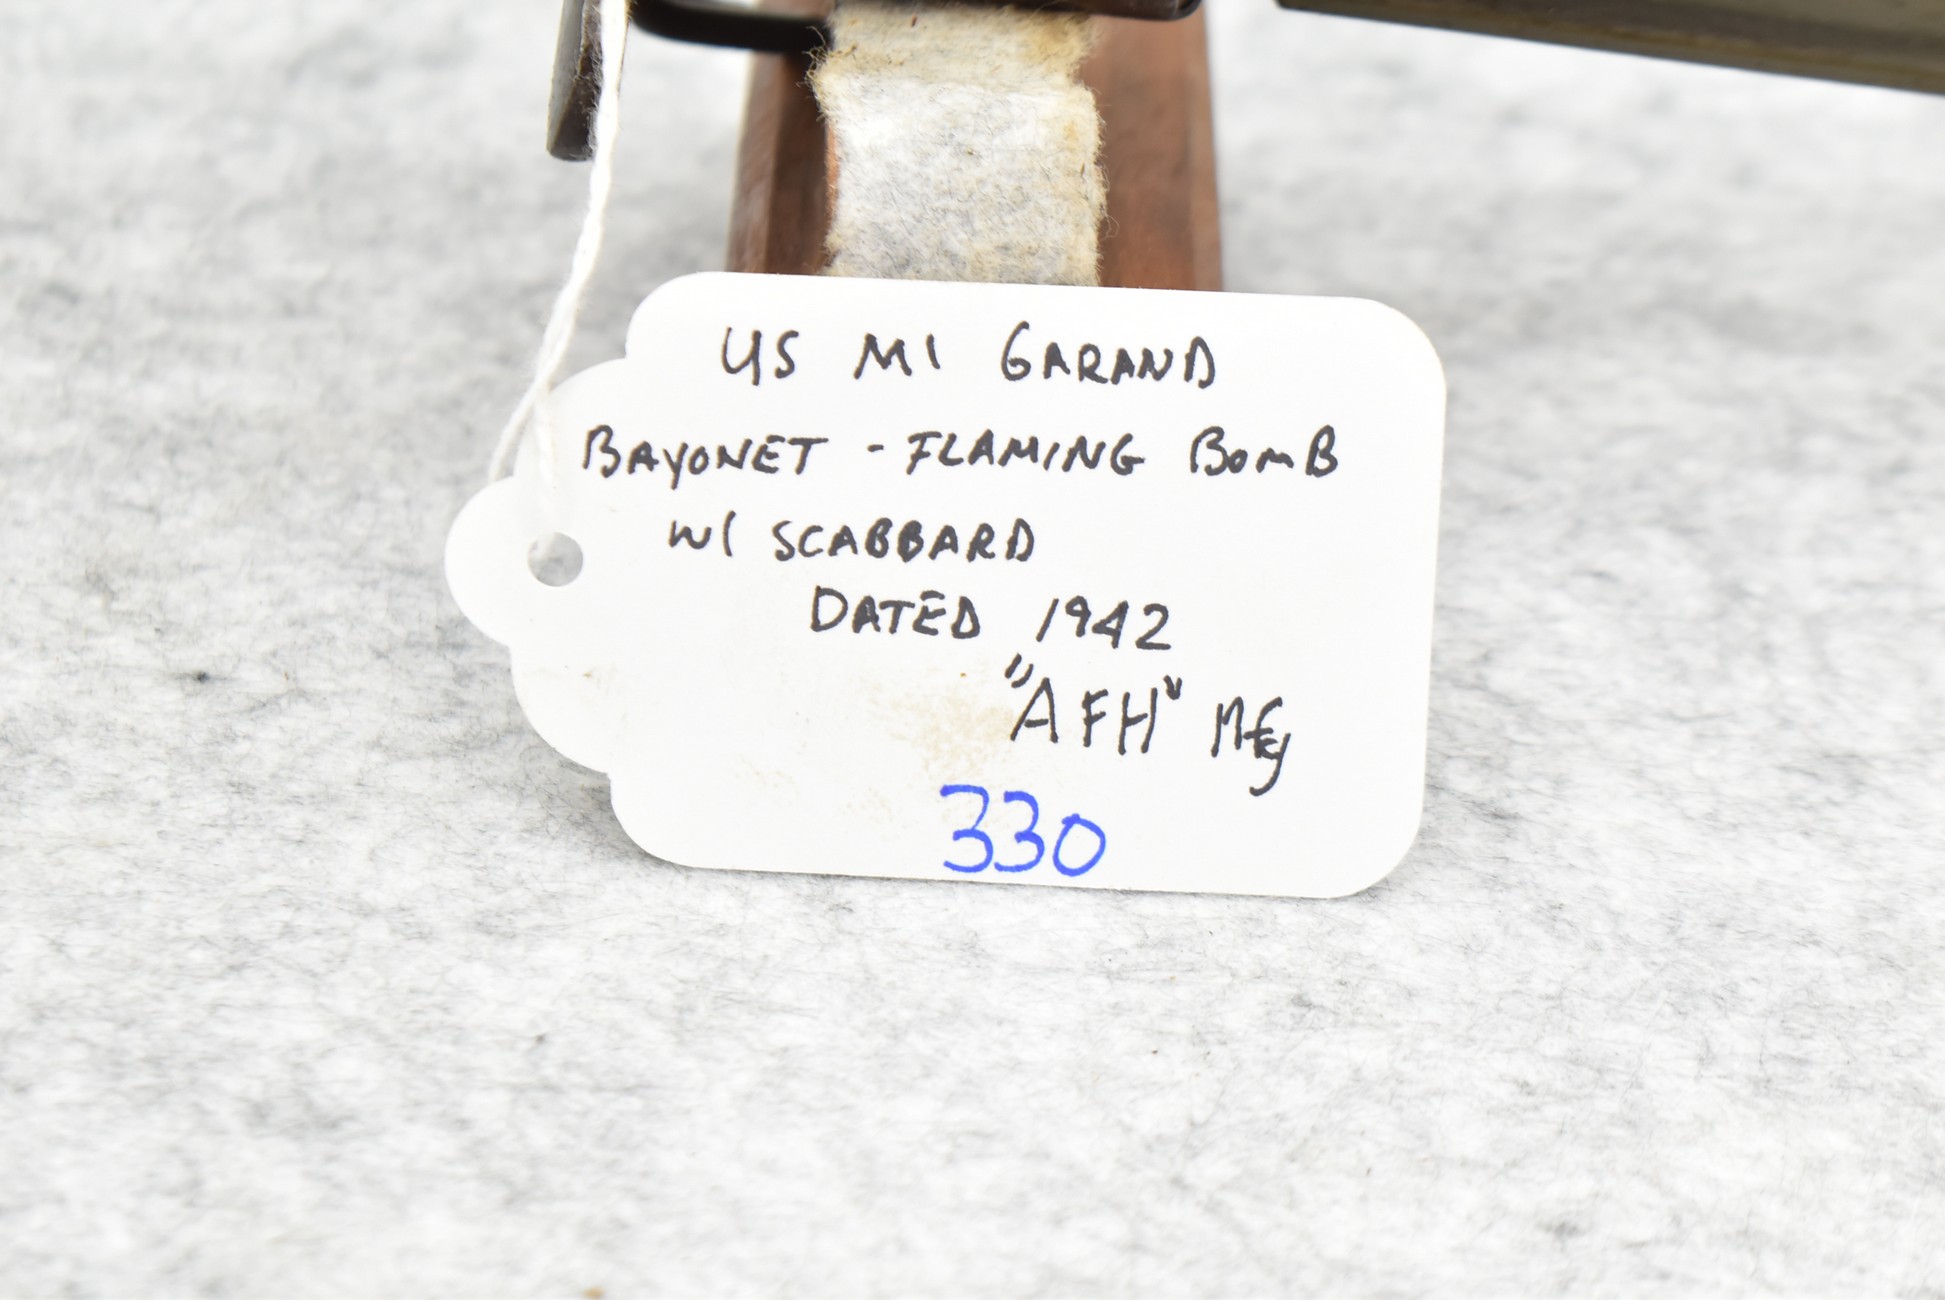 US M1 GARAND
BAYONET - FLAMING BOMB
W/ SCABBARD
DATED 1942
"AFH" Mfg
330